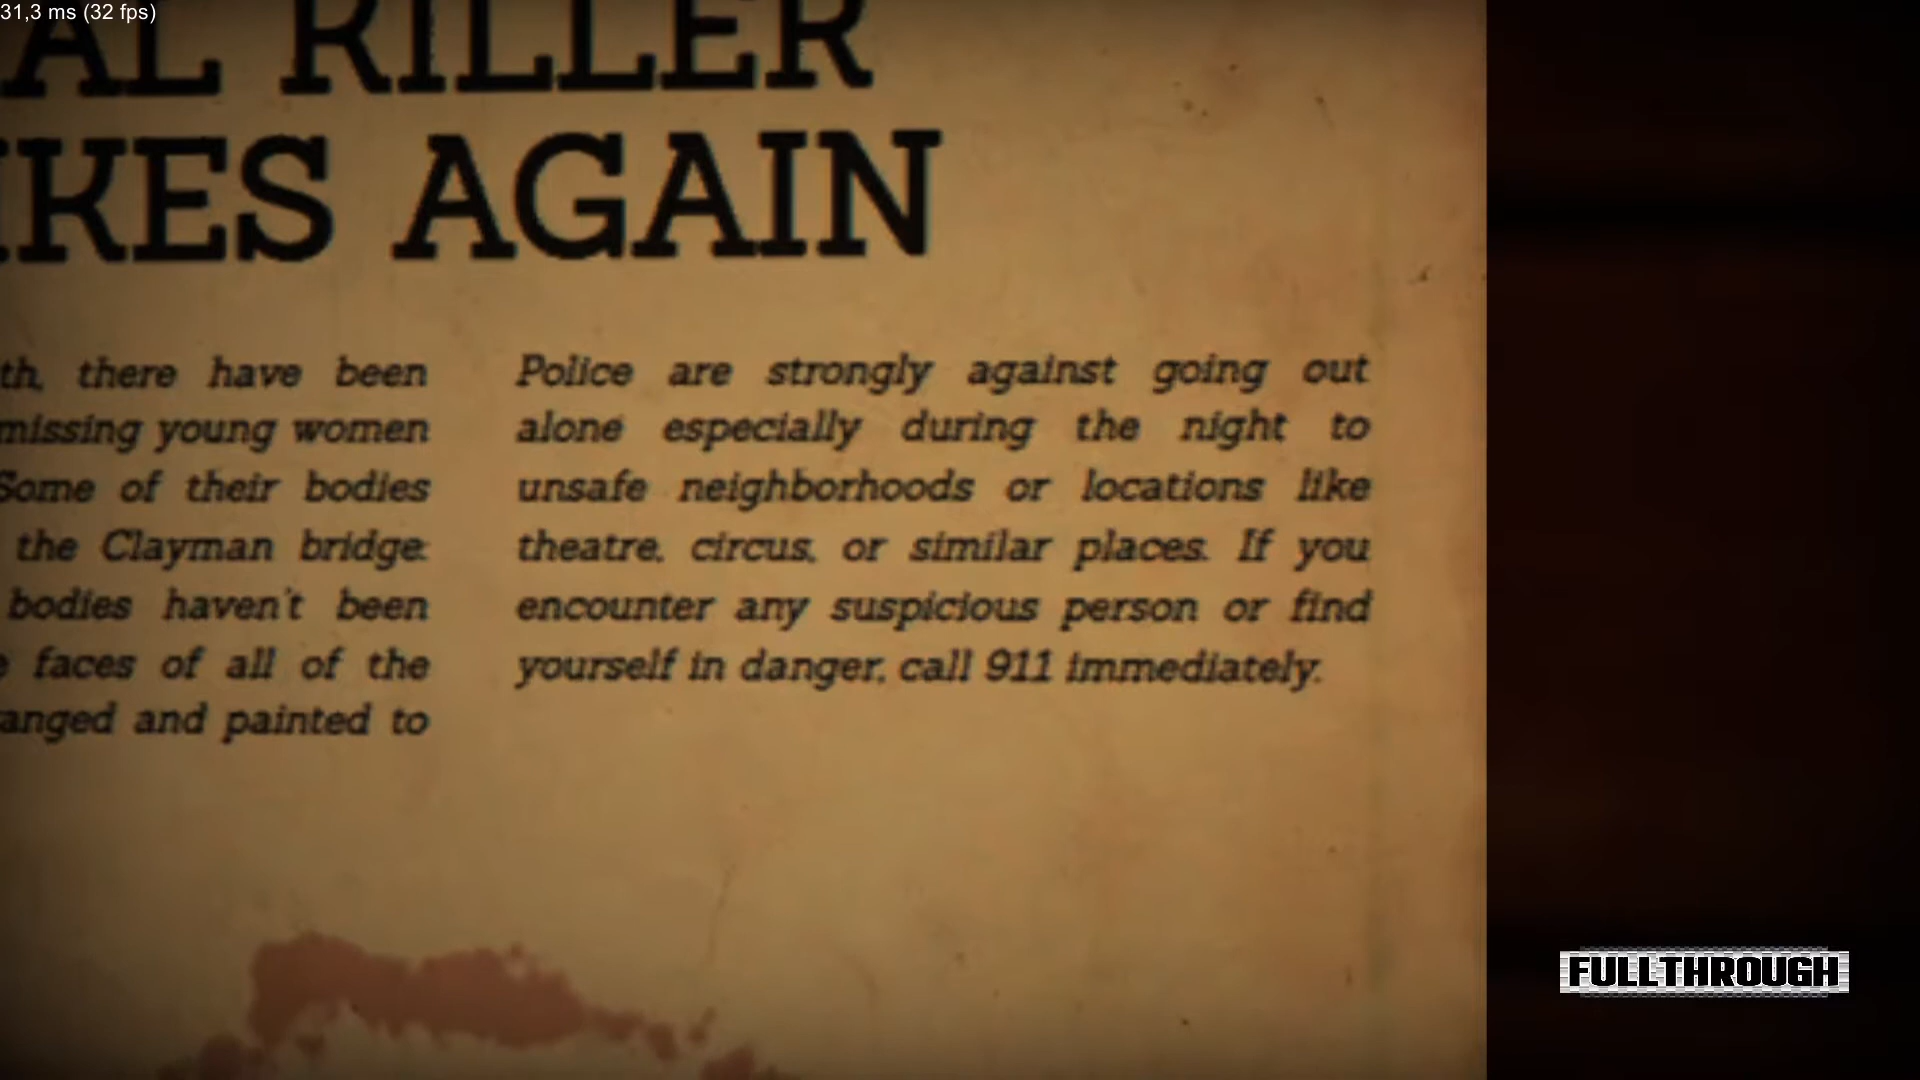 31,3 ms (32 fps)
AL KILLER
IKES AGAIN
th, there have been
missing young women
Some of their bodies
the Clayman bridge.
bodies haven't been
faces of all of the
anged and painted to
Police are strongly against going out
alone especially during the night to
unsafe neighborhoods or locations like
theatre, circus, or similar places. If you
encounter any suspicious person or find
yourself in danger, call 911 immediately.
FULLTHROUGH